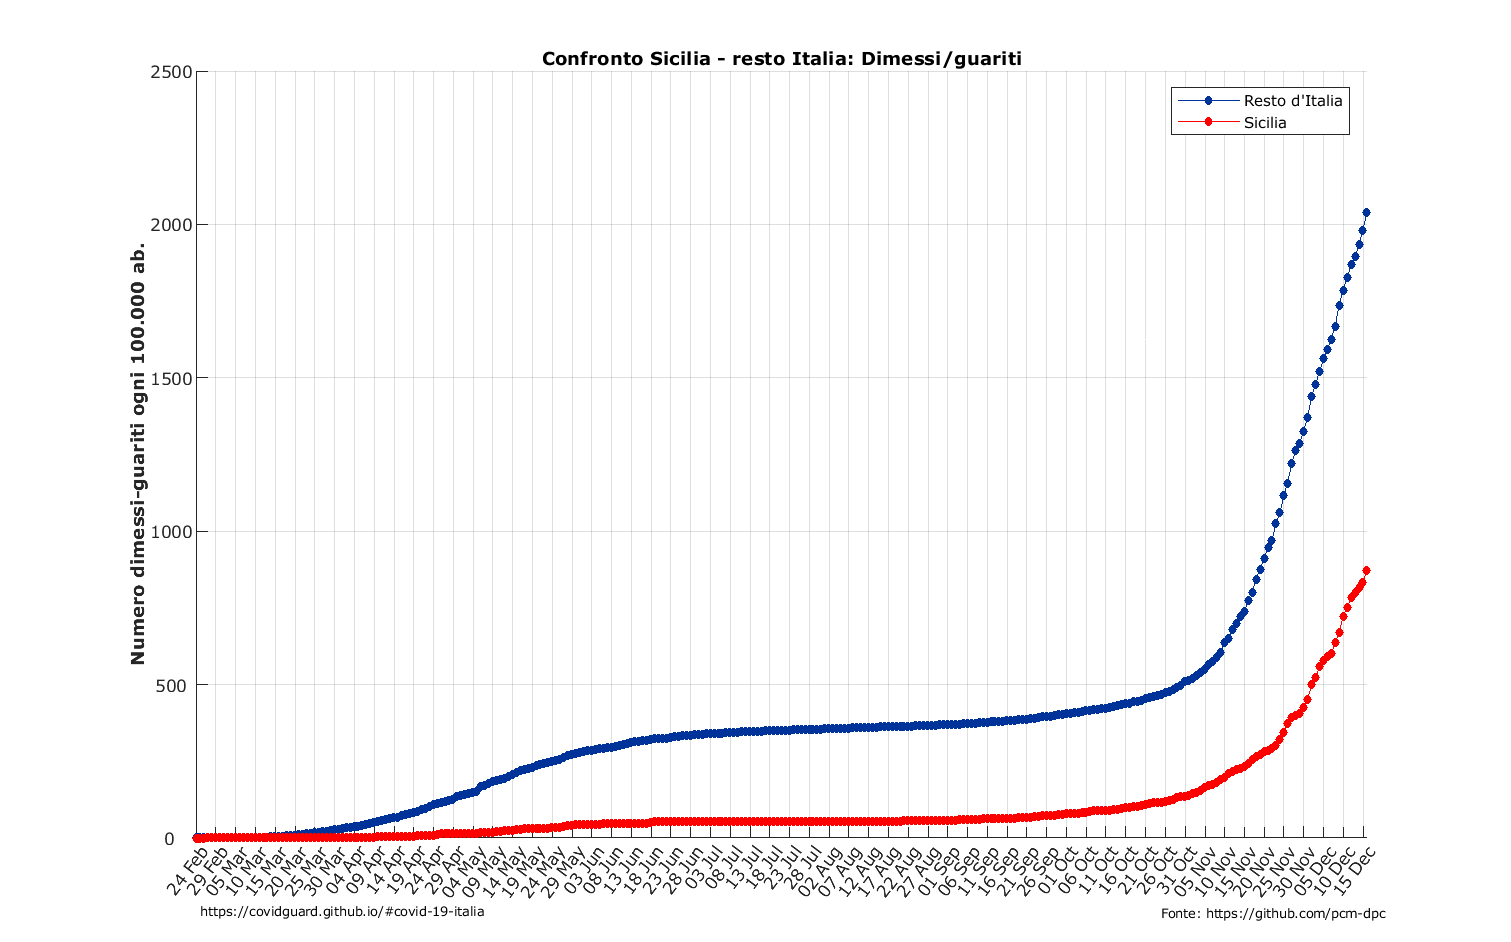 Confronto Sicilia - resto Italia: Dimessi/guariti
Resto d'Italia
Sicilia
Numero dimessi-guariti ogni 100.000 ab.
2500
2000
1500
1000
500
0
24 Feb
29 Feb
05 Mar
10 Mar
15 Mar
20 Mar
25 Mar
30 Mar
04 Apr
09 Apr
14 Apr
19 Apr
24 Apr
29 Apr
04 May
09 May
14 May
19 May
24 May
29 May
03 Jun
08 Jun
13 Jun
18 Jun
23 Jun
28 Jun
03 Jul
08 Jul
13 Jul
18 Jul
23 Jul
28 Jul
02 Aug
07 Aug
12 Aug
17 Aug
22 Aug
27 Aug
01 Sep
06 Sep
11 Sep
16 Sep
21 Sep
26 Sep
01 Oct
06 Oct
11 Oct
16 Oct
21 Oct
26 Oct
31 Oct
05 Nov
10 Nov
15 Nov
20 Nov
25 Nov
30 Nov
05 Dec
10 Dec
15 Dec
https://covidguard.github.io/#covid-19-italia
Fonte: https://github.com/pcm-dpc